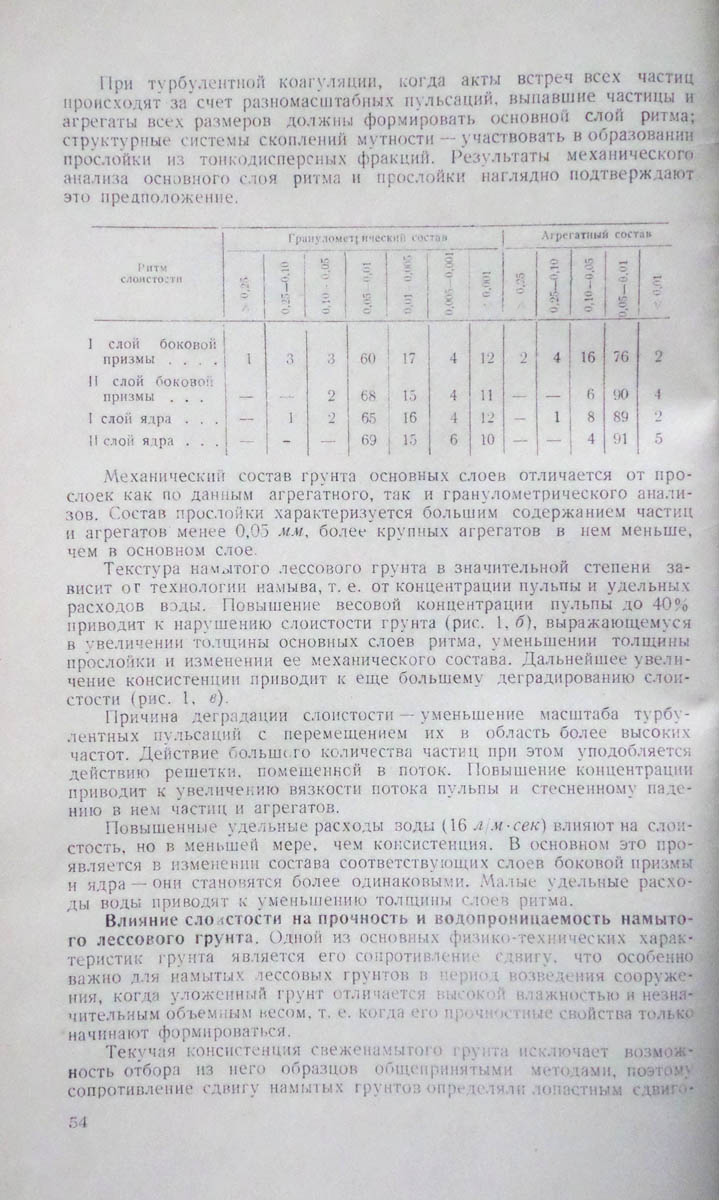 При турбулентной коагуляции, когда акты встреч всех частиц
происходят за счет разномасштабных пульсаций, выпавшие частицы и
агрегаты всех размеров должны формировать основной слой ритма;
структурные системы скоплений мутности — участвовать в образовании
прослойки из тонкодисперсных фракций. Результаты механического
анализа основного слоя ритма и прослойки наглядно подтверждают
это предположение.
Ритм слоистости | Гранулометрический состав | Агрегатный состав
> 0,25 | 0,25—0,10 | 0,10—0,05 | 0,05—0,01 | 0,01—0,005 | 0,005—0,001 | 0,001 | > 0,25 | 0,25—0,10 | 0,10—0,05 | 0,05—0,01 | < 0,01
I слой боковой
призмы . . . . 1 3 3 60 17 4 12 2 4 16 76 2
II слой боковой
призмы . . . — — 2 68 15 4 11 — — 6 90 4
I слой ядра . . . — 1 2 65 16 4 12 — 1 8 89 2
II слой ядра . . . — — — 69 15 6 10 — — 4 91 5
Механический состав грунта основных слоев отличается от про-
слоек как по данным агрегатного, так и гранулометрического анали-
зов. Состав прослойки характеризуется большим содержанием частиц
и агрегатов менее 0,05 мм, более крупных агрегатов в нем меньше,
чем в основном слое.
Текстура намытого лессового грунта в значительной степени за-
висит от технологии намыва, т. е. от концентрации пульпы и удельных
расходов воды. Повышение весовой концентрации пульпы до 40%
приводит к нарушению слоистости грунта (рис. 1, б), выражающемуся
в увеличении толщины основных слоев ритма, уменьшении толщины
прослойки и изменении ее механического состава. Дальнейшее увели-
чение консистенции приводит к еще большему деградированию слои-
стости (рис. 1, в).
Причина деградации слоистости — уменьшение масштаба турбу-
лентных пульсаций с перемещением их в область более высоких
частот. Действие большего количества частиц при этом уподобляется
действию решетки, помещенной в поток. Повышение концентрации
приводит к увеличению вязкости потока пульпы и стесненному паде-
нию в нем частиц и агрегатов.
Повышенные удельные расходы воды (16 л/м·сек) влияют на слои-
стость, но в меньшей мере, чем консистенция. В основном это про-
является в изменении состава соответствующих слоев боковой призмы
и ядра — они становятся более одинаковыми. Малые удельные расхо-
ды воды приводят к уменьшению толщины слоев ритма.
Влияние слоистости на прочность и водопроницаемость намыто-
го лессового грунта. Одной из основных физико-технических харак-
теристик грунта является его сопротивление сдвигу, что особенно
важно для намытых лессовых грунтов в период возведения сооруже-
ния, когда уложенный грунт отличается высокой влажностью и незна-
чительным объемным весом, т. е. когда его прочностные свойства только
начинают формироваться.
Текучая консистенция свеженамытого грунта исключает возмож-
ность отбора из него образцов общепринятыми методами, поэтому
сопротивление сдвигу намытых грунтов определяли лопастным сдвиго-
54